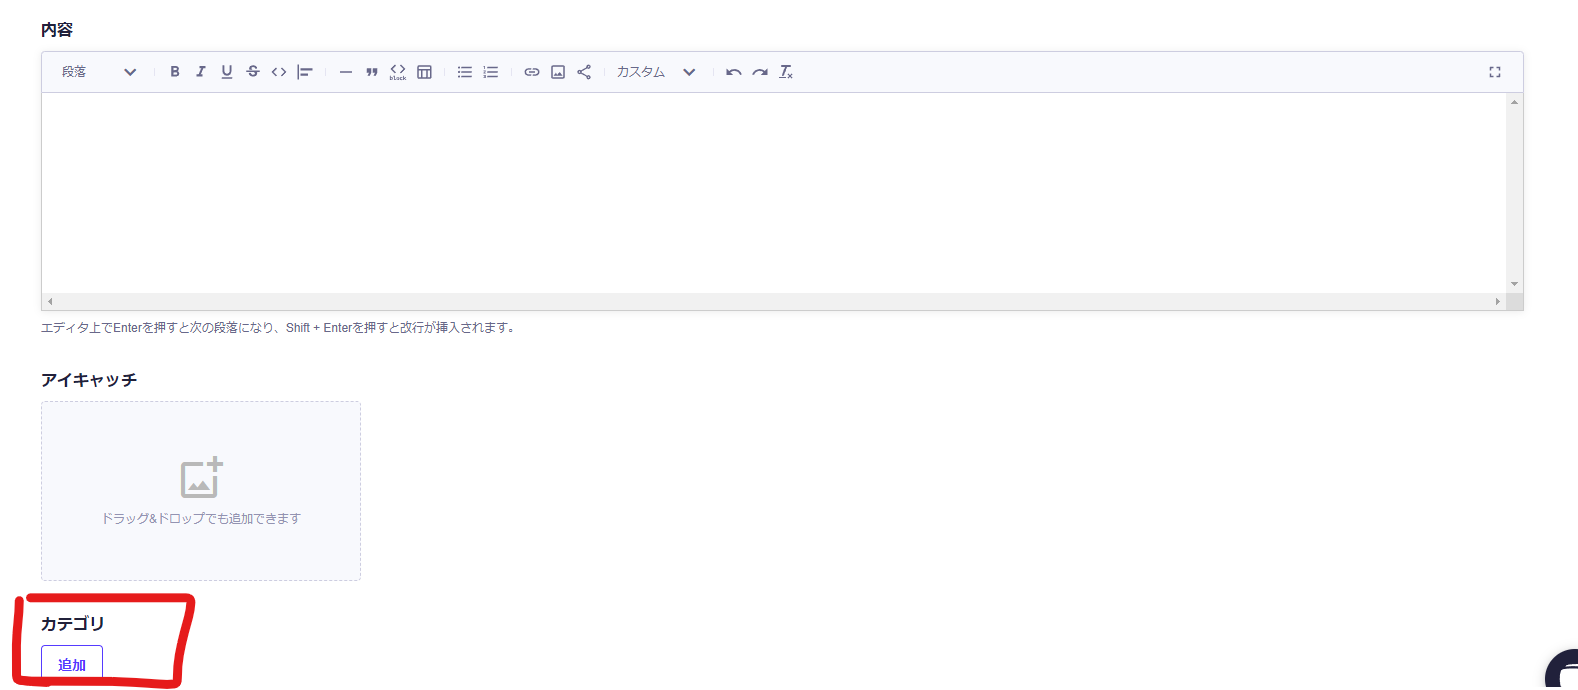 内容
段落 B I U S <> block カスタム
エディタ上でEnterを押すと次の段落になり、Shift + Enterを押すと改行が挿入されます。
アイキャッチ
ドラッグ&ドロップでも追加できます
カテゴリ
追加